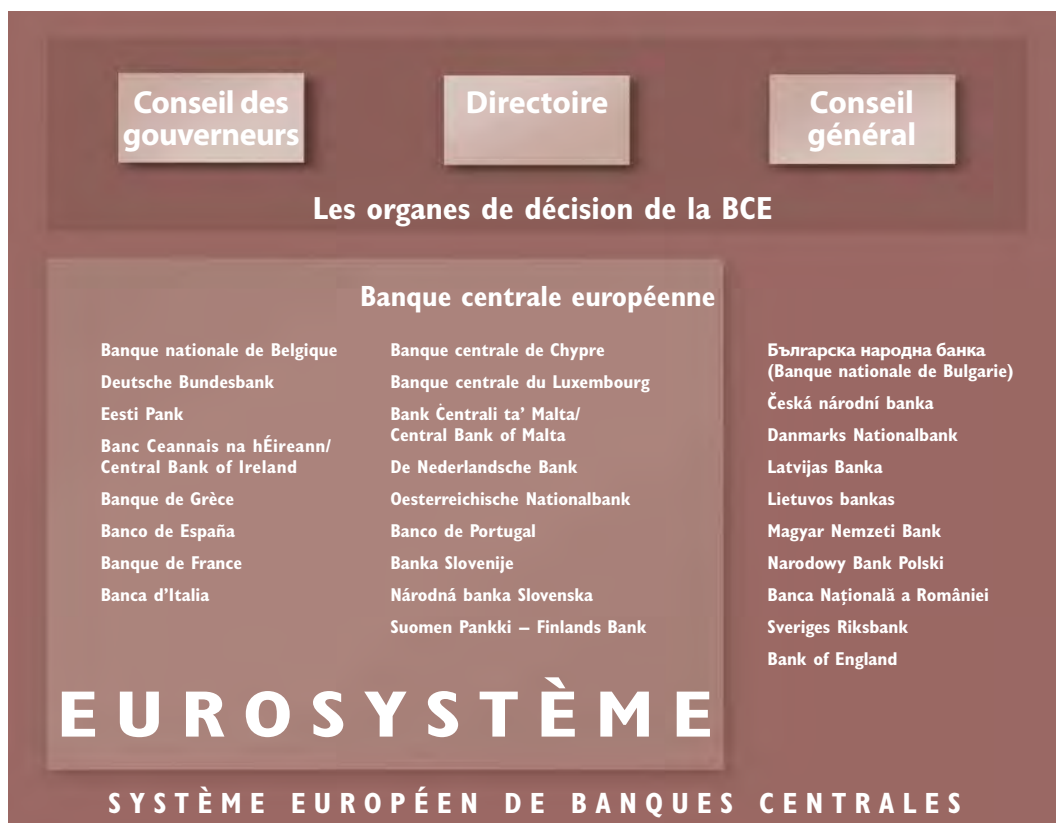 Conseil des
gouverneurs
Directoire
Conseil
général
Les organes de décision de la BCE
Banque centrale européenne
Banque nationale de Belgique
Deutsche Bundesbank
Eesti Pank
Banc Ceannais na hÉireann/
Central Bank of Ireland
Banque de Grèce
Banco de España
Banque de France
Banca d'Italia
Banque centrale de Chypre
Banque centrale du Luxembourg
Bank Ċentrali ta' Malta/
Central Bank of Malta
De Nederlandsche Bank
Oesterreichische Nationalbank
Banco de Portugal
Banka Slovenije
Národná banka Slovenska
Suomen Pankki – Finlands Bank
Българска народна банка
(Banque nationale de Bulgarie)
Česká národní banka
Danmarks Nationalbank
Latvijas Banka
Lietuvos bankas
Magyar Nemzeti Bank
Narodowy Bank Polski
Banca Națională a României
Sveriges Riksbank
Bank of England
EUROSYSTÈME
SYSTÈME EUROPÉEN DE BANQUES CENTRALES